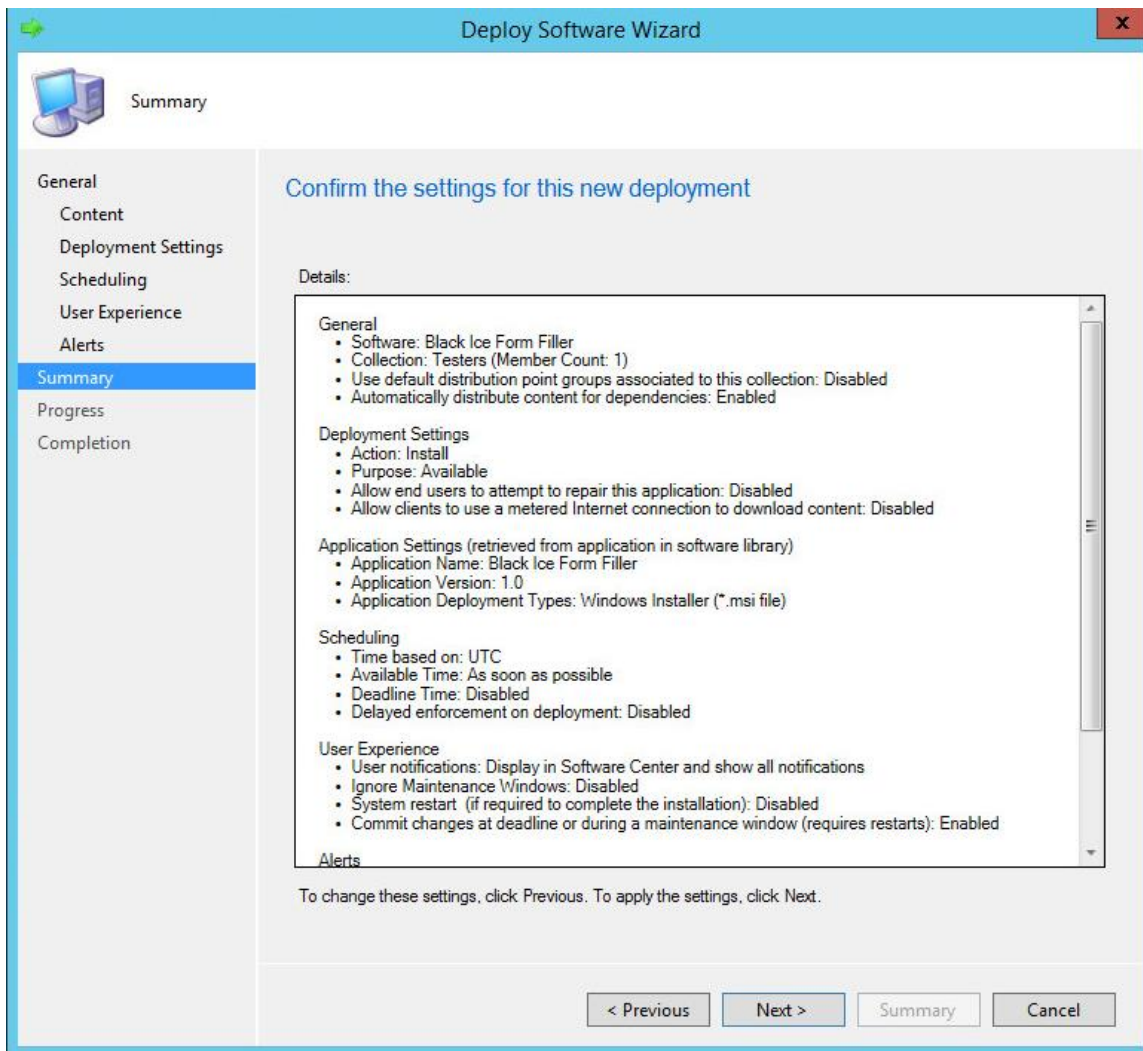 Deploy Software Wizard
x
Summary
General
Content
Deployment Settings
Scheduling
User Experience
Alerts
Summary
Progress
Completion
Confirm the settings for this new deployment
Details:
General
• Software: Black Ice Form Filler
• Collection: Testers (Member Count: 1)
• Use default distribution point groups associated to this collection: Disabled
• Automatically distribute content for dependencies: Enabled
Deployment Settings
• Action: Install
• Purpose: Available
• Allow end users to attempt to repair this application: Disabled
• Allow clients to use a metered Internet connection to download content: Disabled
Application Settings (retrieved from application in software library)
• Application Name: Black Ice Form Filler
• Application Version: 1.0
• Application Deployment Types: Windows Installer (*.msi file)
Scheduling
• Time based on: UTC
• Available Time: As soon as possible
• Deadline Time: Disabled
• Delayed enforcement on deployment: Disabled
User Experience
• User notifications: Display in Software Center and show all notifications
• Ignore Maintenance Windows: Disabled
• System restart  (if required to complete the installation): Disabled
• Commit changes at deadline or during a maintenance window (requires restarts): Enabled
Alerts
To change these settings, click Previous. To apply the settings, click Next.
< Previous
Next >
Summary
Cancel